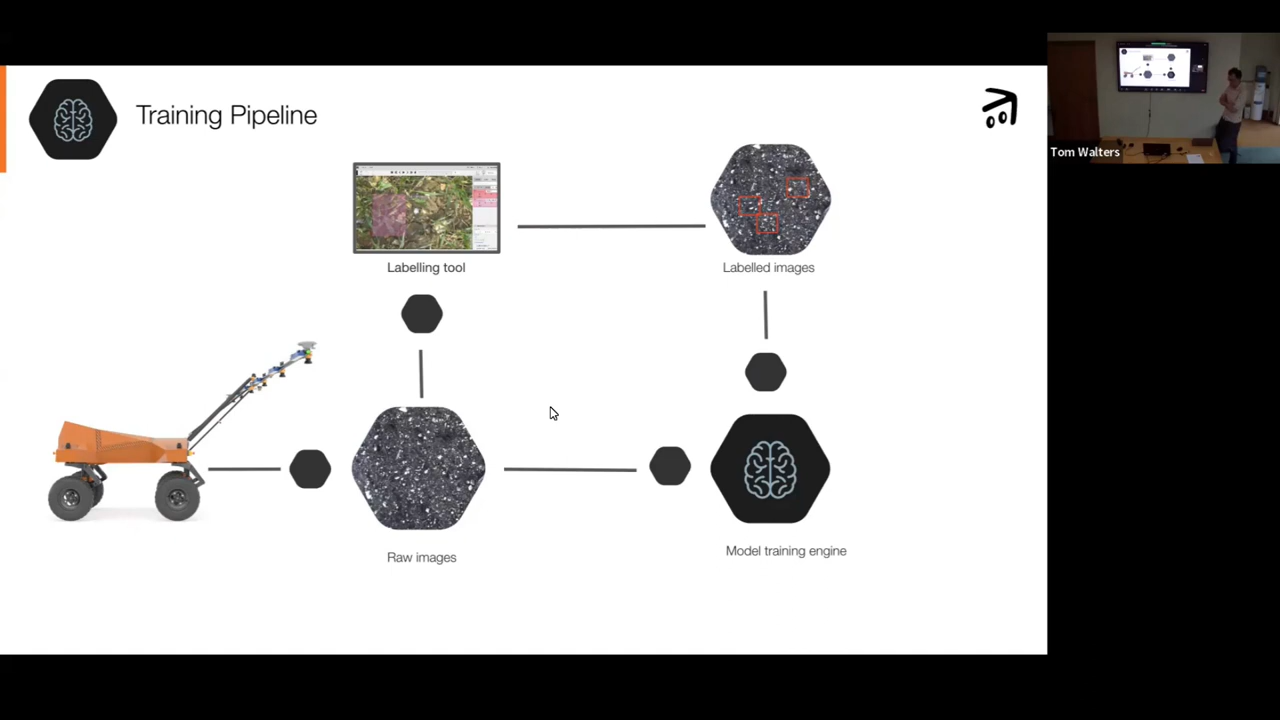 Training Pipeline
Tom Walters
Labelling tool
Labelled images
Raw images
Model training engine